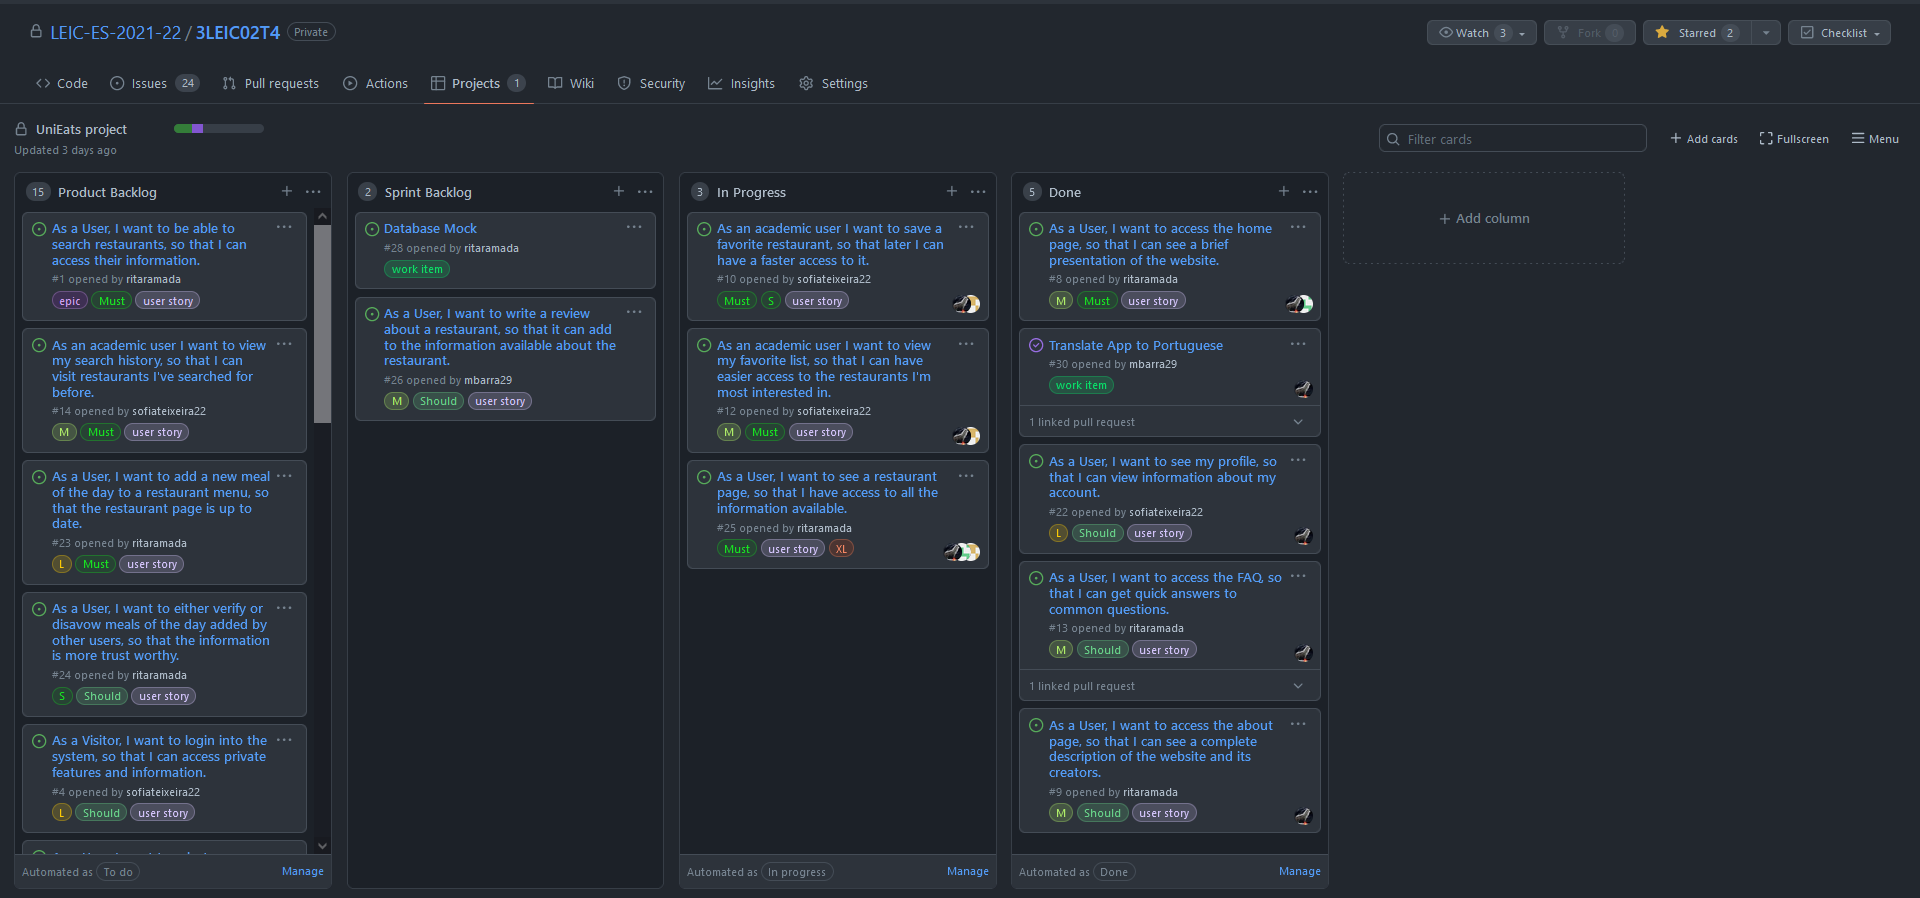 LEIC-ES-2021-22 / 3LEIC02T4 Private
Watch 3
Fork 0
Starred 2
Checklist
Code
Issues 24
Pull requests
Actions
Projects 1
Wiki
Security
Insights
Settings
UniEats project
Updated 3 days ago
Filter cards
+ Add cards
Fullscreen
Menu
15 Product Backlog
As a User, I want to be able to
search restaurants, so that I can
access their information.
#1 opened by ritaramada
epic Must user story
As an academic user I want to view
my search history, so that I can
visit restaurants I've searched for
before.
#14 opened by sofiateixeira22
M Must user story
As a User, I want to add a new meal
of the day to a restaurant menu, so
that the restaurant page is up to
date.
#23 opened by ritaramada
L Must user story
As a User, I want to either verify or
disavow meals of the day added by
other users, so that the information
is more trust worthy.
#24 opened by ritaramada
S Should user story
As a Visitor, I want to login into the
system, so that I can access private
features and information.
#4 opened by sofiateixeira22
L Should user story
Automated as To do
Manage
2 Sprint Backlog
Database Mock
#28 opened by ritaramada
work item
As a User, I want to write a review
about a restaurant, so that it can add
to the information available about the
restaurant.
#26 opened by mbarra29
M Should user story
3 In Progress
As an academic user I want to save a
favorite restaurant, so that later I can
have a faster access to it.
#10 opened by sofiateixeira22
Must S user story
As an academic user I want to view
my favorite list, so that I can have
easier access to the restaurants I'm
most interested in.
#12 opened by sofiateixeira22
M Must user story
As a User, I want to see a restaurant
page, so that I have access to all the
information available.
#25 opened by ritaramada
Must user story XL
Automated as In progress
Manage
5 Done
As a User, I want to access the home
page, so that I can see a brief
presentation of the website.
#8 opened by ritaramada
M Must user story
Translate App to Portuguese
#30 opened by mbarra29
work item
1 linked pull request
As a User, I want to see my profile, so
that I can view information about my
account.
#22 opened by sofiateixeira22
L Should user story
As a User, I want to access the FAQ, so
that I can get quick answers to
common questions.
#13 opened by ritaramada
M Should user story
1 linked pull request
As a User, I want to access the about
page, so that I can see a complete
description of the website and its
creators.
#9 opened by ritaramada
M Should user story
Automated as Done
Manage
+ Add column